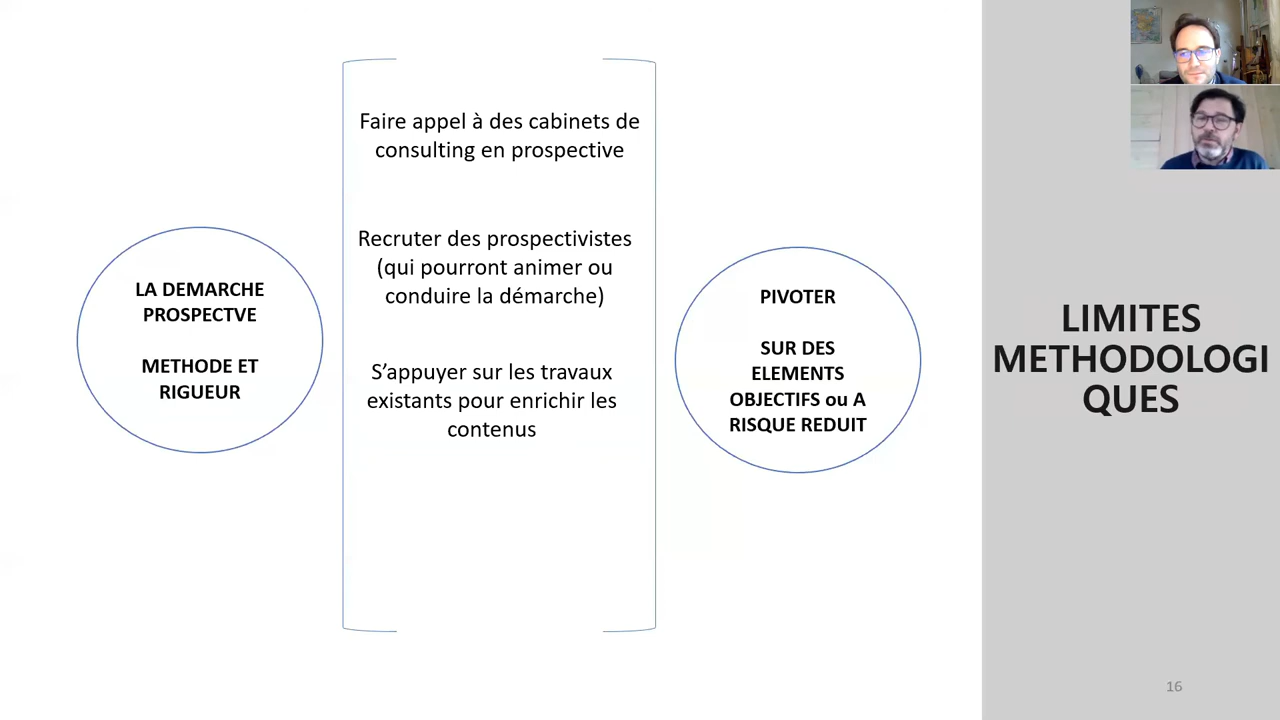 Faire appel à des cabinets de
consulting en prospective
Recruter des prospectivistes
(qui pourront animer ou
conduire la démarche)
S’appuyer sur les travaux
existants pour enrichir les
contenus
LA DEMARCHE
PROSPECTVE
METHODE ET
RIGUEUR
PIVOTER
SUR DES
ELEMENTS
OBJECTIFS ou A
RISQUE REDUIT
LIMITES
METHODOLOGI
QUES
16